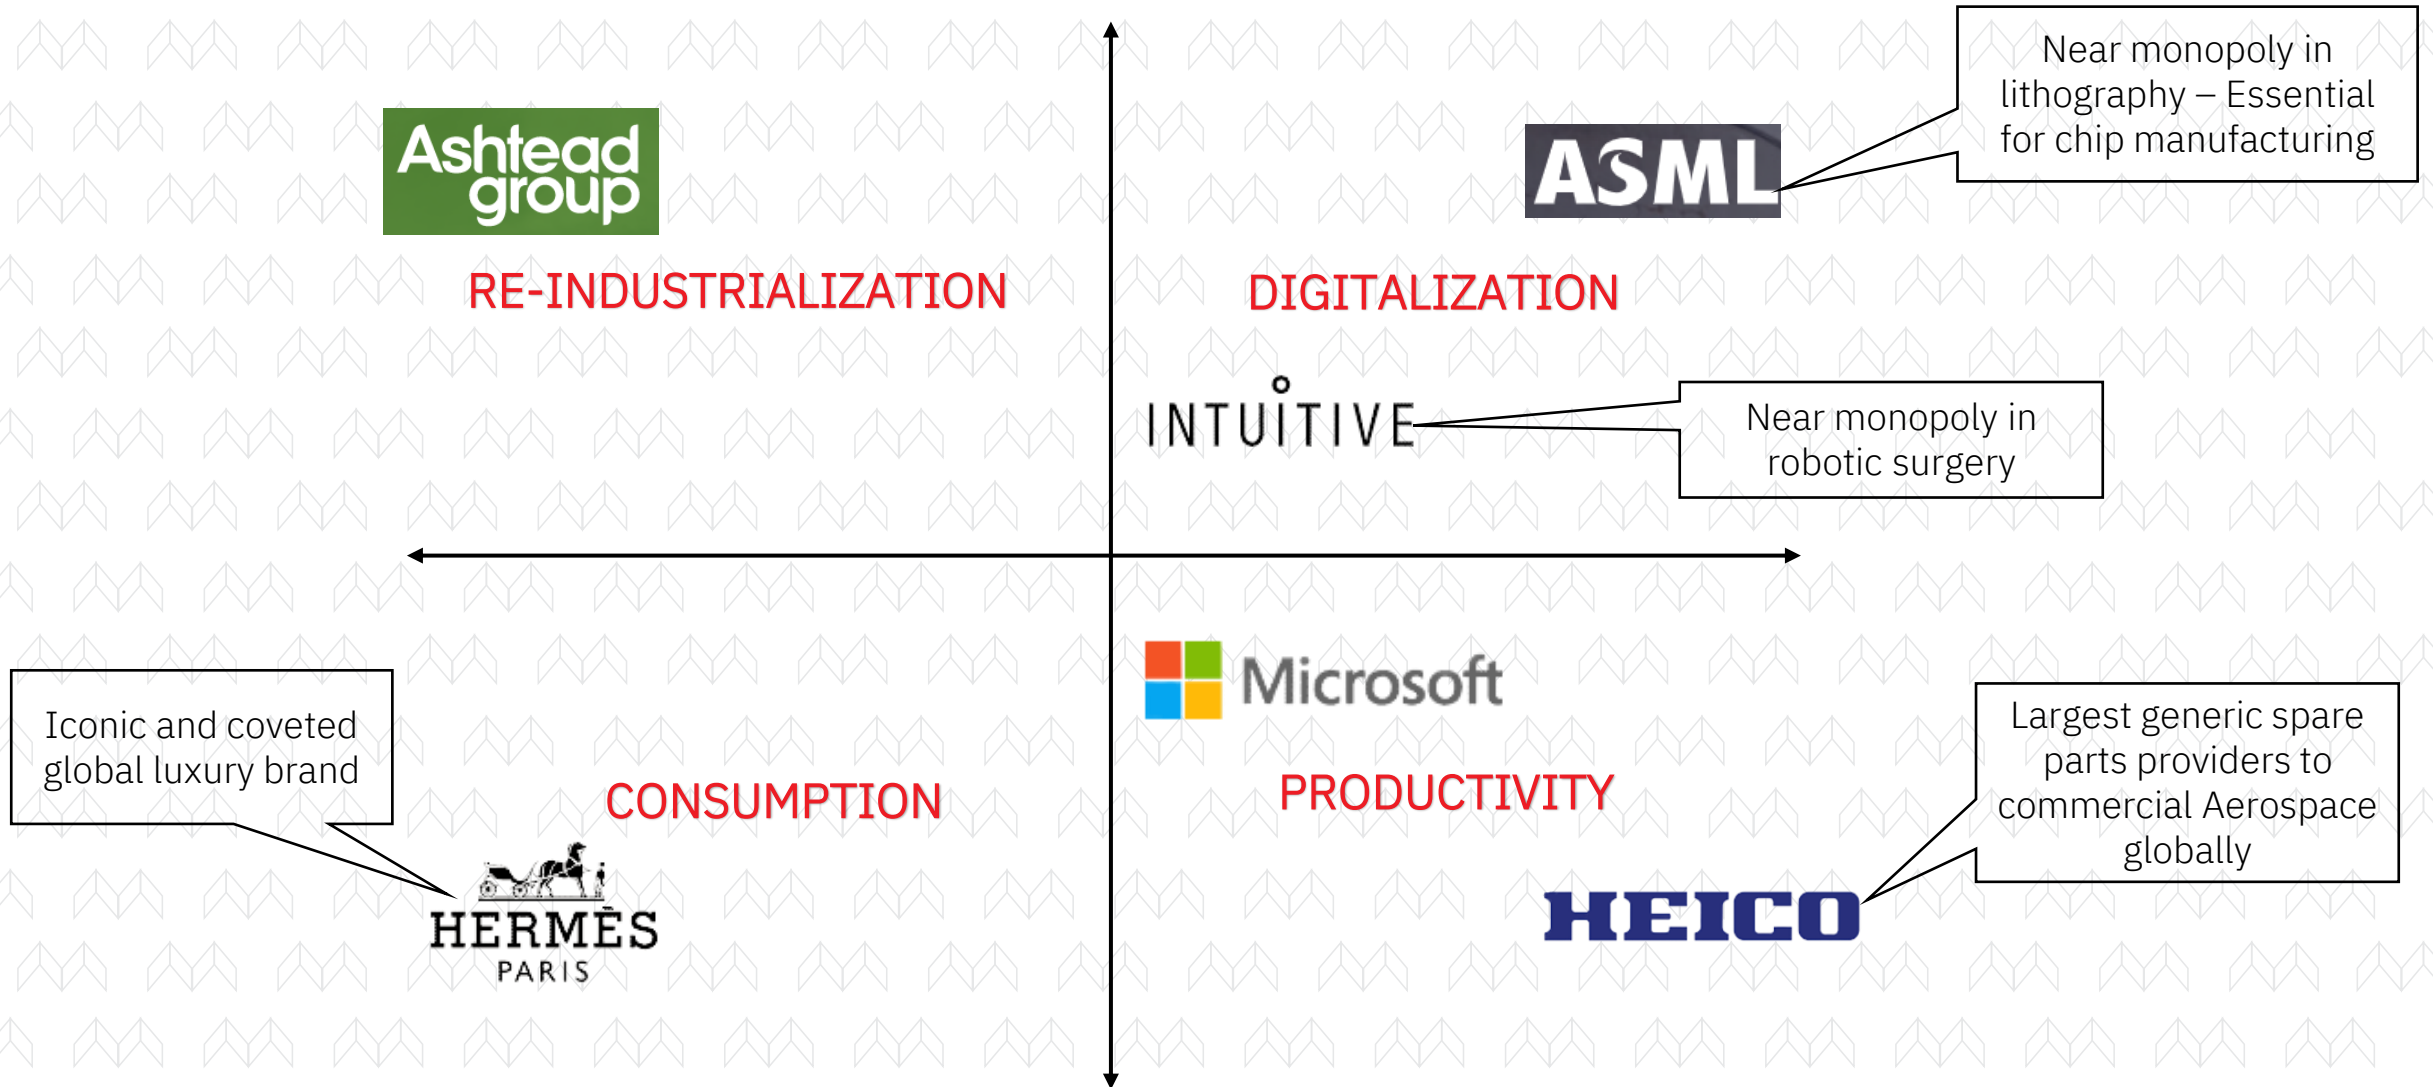 Ashtead
group
RE-INDUSTRIALIZATION
ASML
Near monopoly in
lithography – Essential
for chip manufacturing
DIGITALIZATION
INTUITIVE
Near monopoly in
robotic surgery
Iconic and coveted
global luxury brand
CONSUMPTION
HERMÈS
PARIS
Microsoft
PRODUCTIVITY
HEICO
Largest generic spare
parts providers to
commercial Aerospace
globally